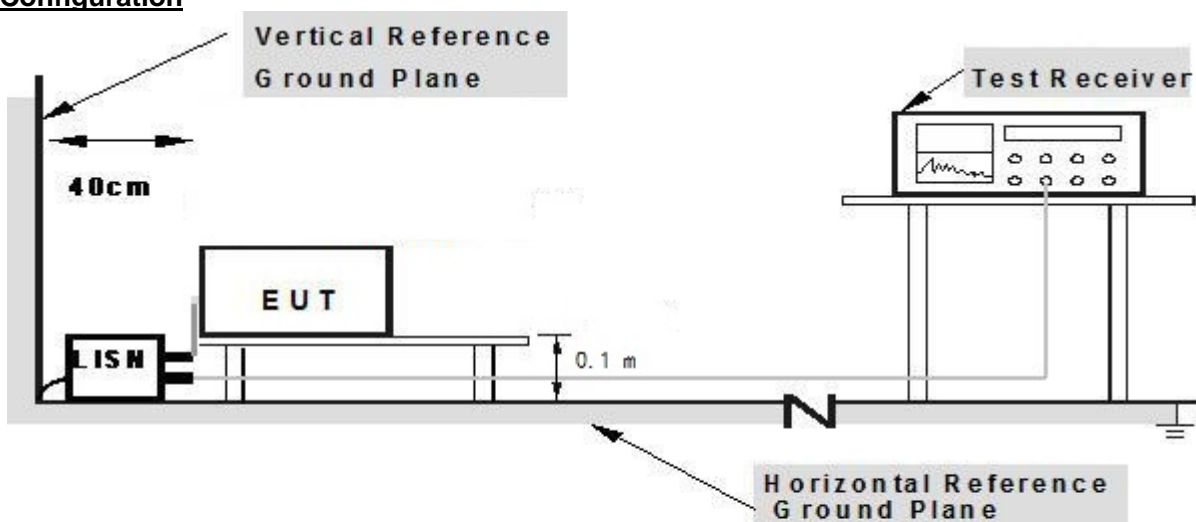 Configuration
Vertical Reference
Ground Plane
Test Receiver
40cm
EUT
LISN
0.1 m
Horizontal Reference
Ground Plane